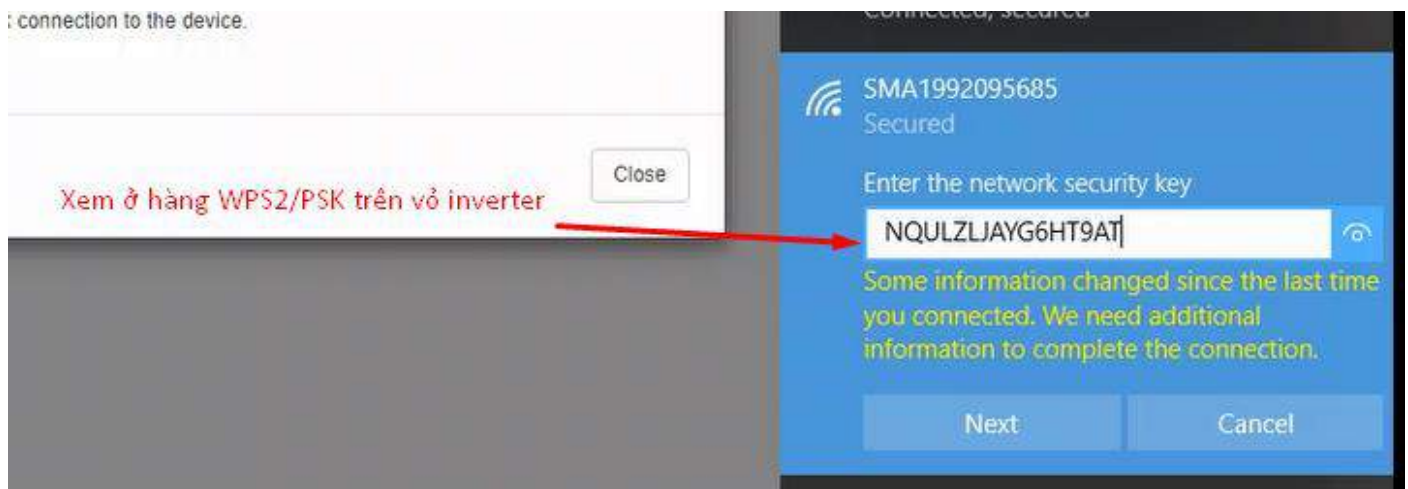 connection to the device.
Close
Xem ở hàng WPS2/PSK trên vỏ inverter
Connected, secured
SMA1992095685
Secured
Enter the network security key
NQULZLJAYG6HT9AT
Some information changed since the last time
you connected. We need additional
information to complete the connection.
Next
Cancel